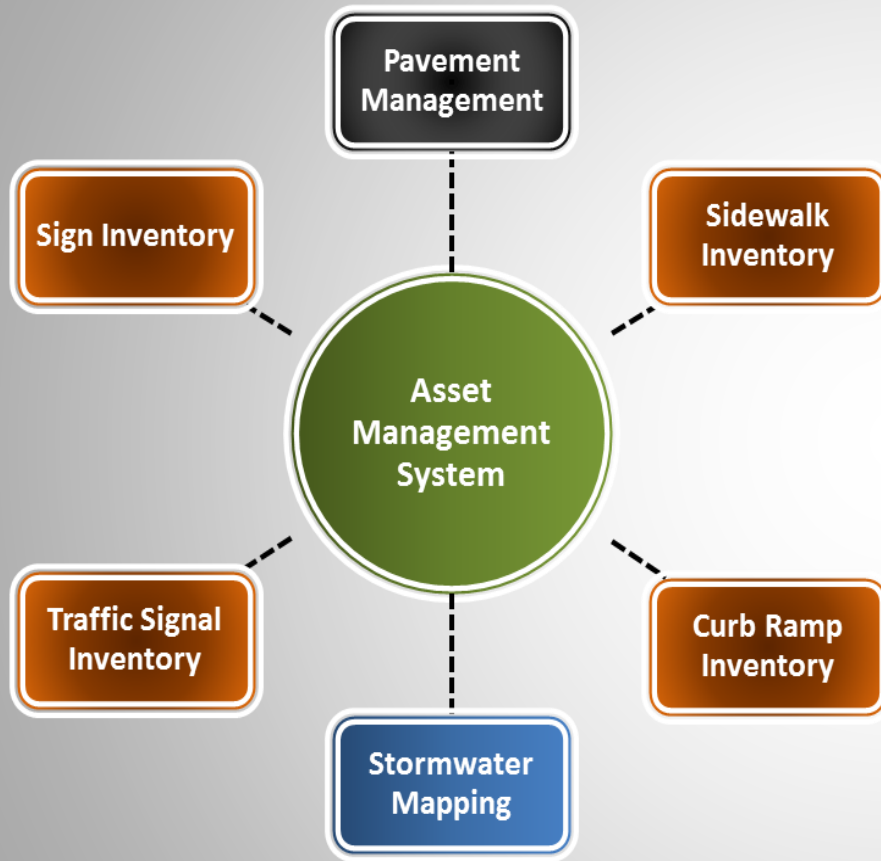 Pavement
Management
Sign Inventory
Sidewalk
Inventory
Asset
Management
System
Traffic Signal
Inventory
Curb Ramp
Inventory
Stormwater
Mapping